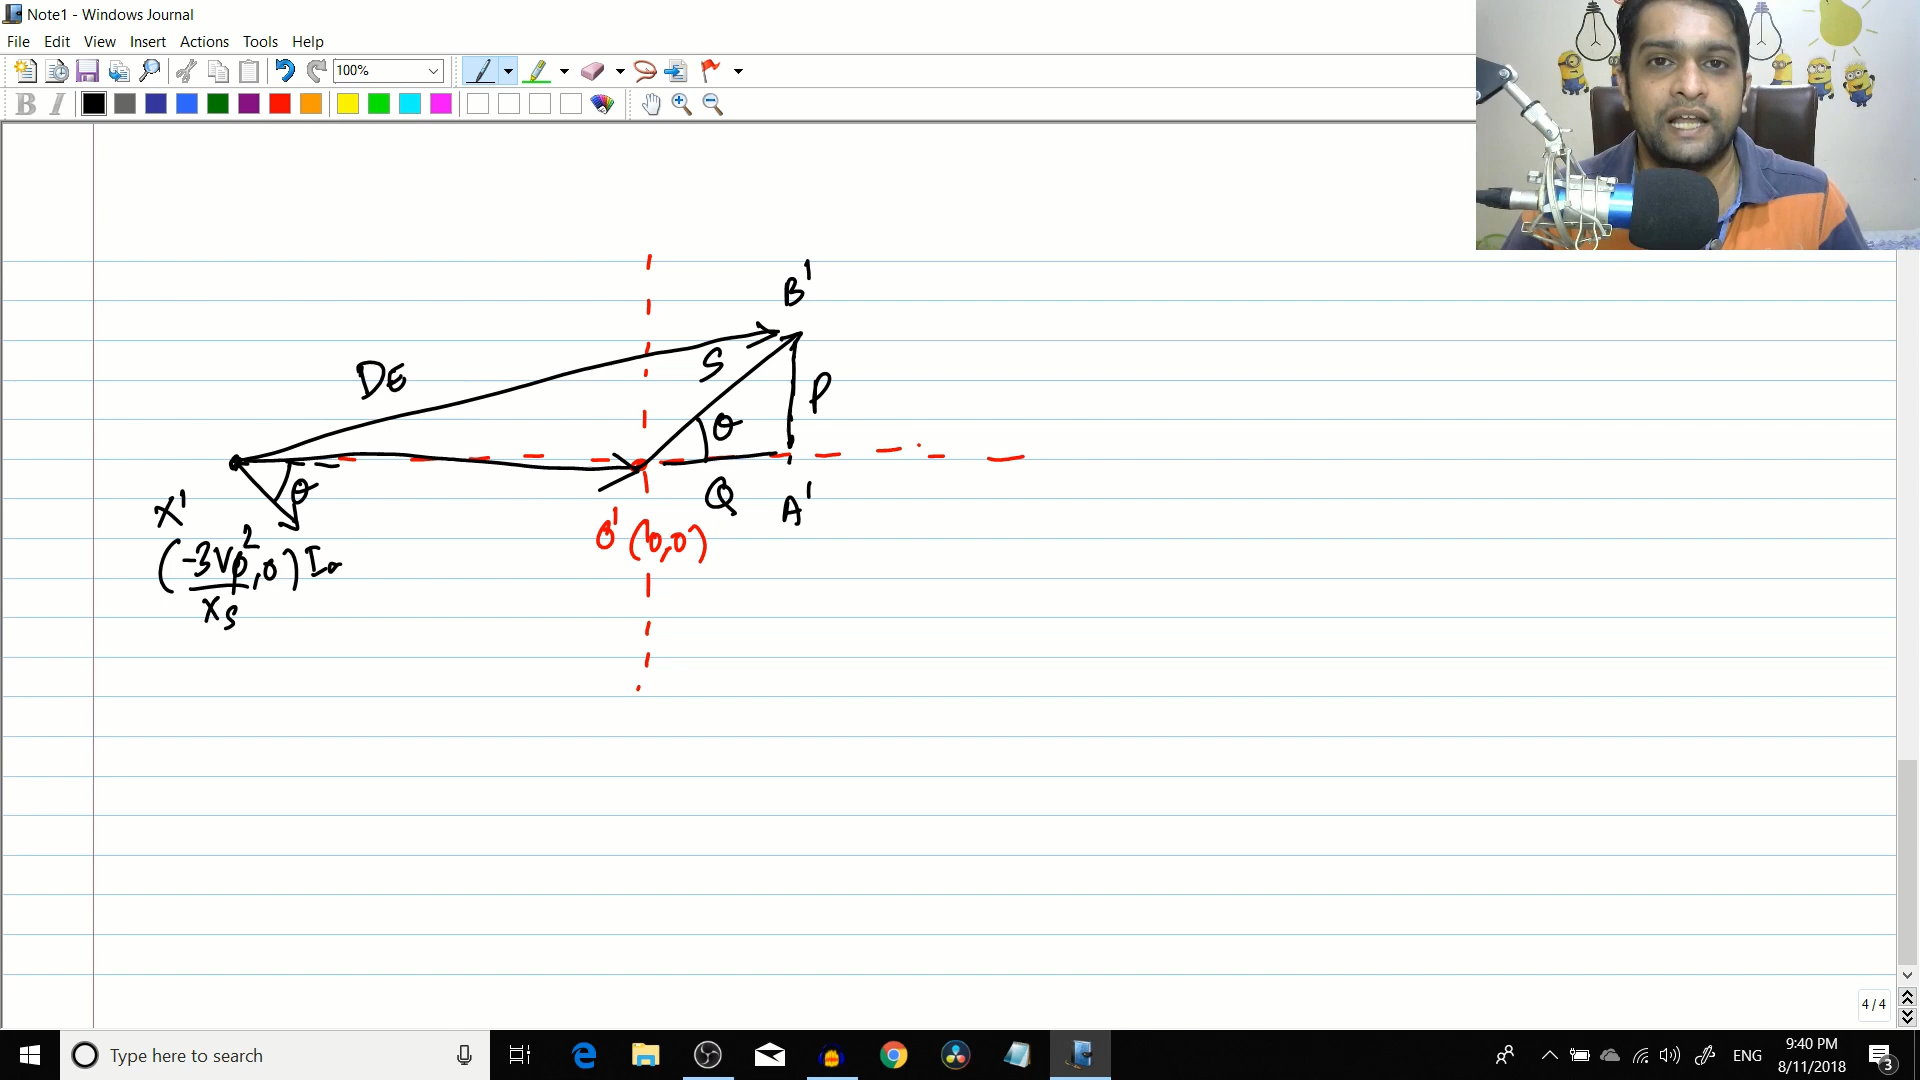 Note1 - Windows Journal
File Edit View Insert Actions Tools Help
100%
B I
B'
DE
S
P
θ
θ
Q
A'
X'
O' (0,0)
(-3Vφ²/Xs, 0) Ia
4 / 4
Type here to search
ENG
9:40 PM
8/11/2018
3